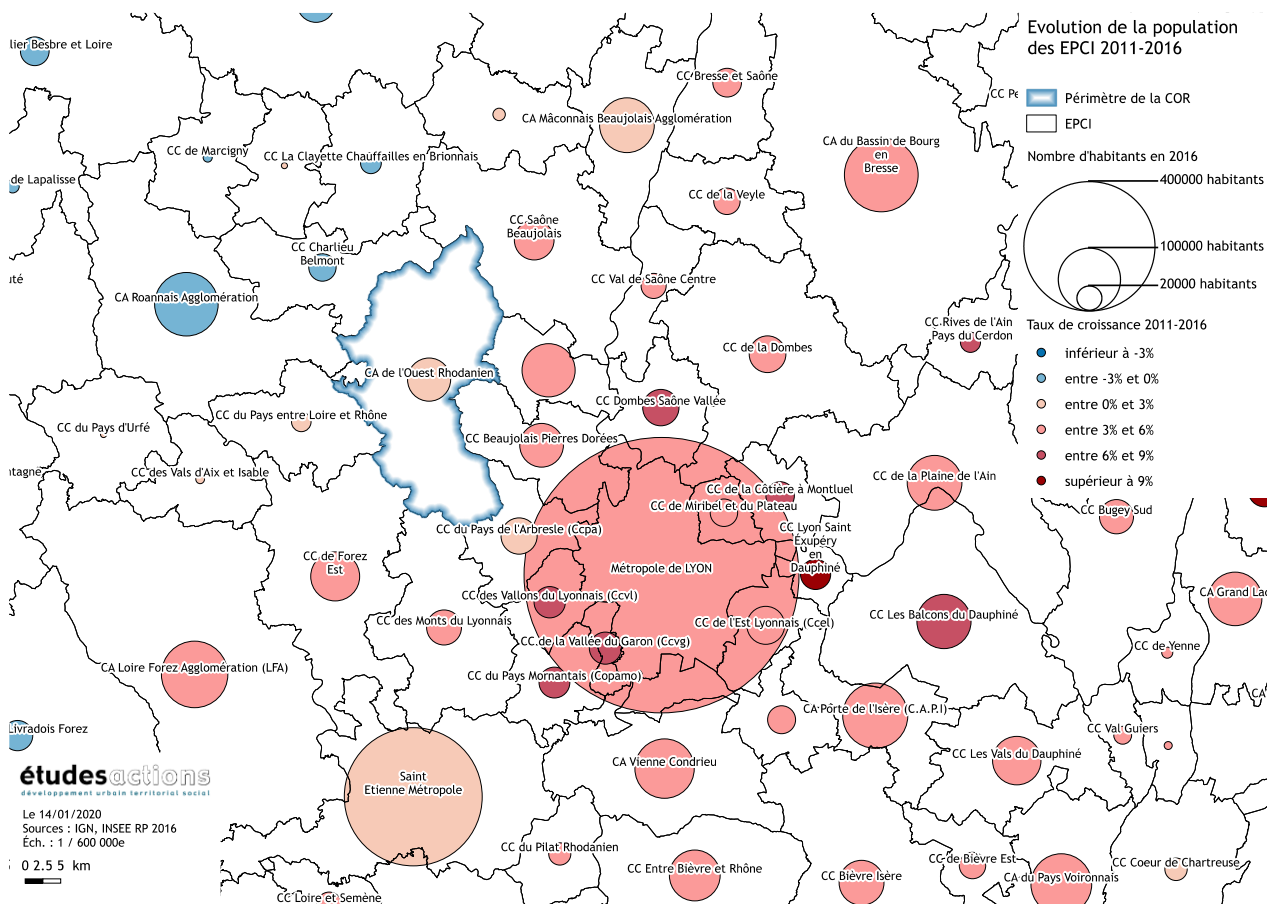 Evolution de la population
des EPCI 2011-2016
Périmètre de la COR
EPCI
Nombre d'habitants en 2016
400000 habitants
100000 habitants
20000 habitants
Taux de croissance 2011-2016
inférieur à -3%
entre -3% et 0%
entre 0% et 3%
entre 3% et 6%
entre 6% et 9%
supérieur à 9%
lier Besbre et Loire
CC Bresse et Saône
CC Pe
CA Mâconnais Beaujolais Agglomération
CA du Bassin de Bourg
en
Bresse
CC de Marcigny
CC La Clayette Chauffailles en Brionnais
de Lapalisse
CC de la Veyle
CC Saône
Beaujolais
CC Charlieu
Belmont
uté
CC Val de Saône Centre
CA Roannais Agglomération
CC Rives de l'Ain
Pays du Cerdon
CC de la Dombes
CA de l'Ouest Rhodanien
CC Dombes Saône Vallée
CC du Pays entre Loire et Rhône
CC du Pays d'Urfé
CC Beaujolais Pierres Dorées
tagne
CC des Vals d'Aix et Isable
CC de la Plaine de l'Ain
CC de la Côtière à Montluel
CC de Miribel et du Plateau
CC Bugey Sud
CC du Pays de l'Arbresle (Ccpa)
CC Lyon Saint
Exupéry
en
Dauphiné
CC de Forez
Est
Métropole de LYON
CC des Vallons du Lyonnais (Ccvl)
CA Grand Lac
CC des Monts du Lyonnais
CC de l'Est Lyonnais (Ccel)
CC Les Balcons du Dauphiné
CC de la Vallée du Garon (Ccvg)
CC de Yenne
CA Loire Forez Agglomération (LFA)
CC du Pays Mornantais (Copamo)
CA
CA Porte de l'Isère (C.A.P.I)
Livradois Forez
CC Val Guiers
CC Les Vals du Dauphiné
CA Vienne Condrieu
Saint
Etienne Métropole
CC du Pilat Rhodanien
CC de Bièvre Est
CC Coeur de Chartreuse
CC Entre Bièvre et Rhône
CC Bièvre Isère
CA du Pays Voironnais
CC Loire et Semène
étudesactions
développement urbain territorial social
Le 14/01/2020
Sources : IGN, INSEE RP 2016
Éch. : 1 / 600 000e
0 2.5 5 km